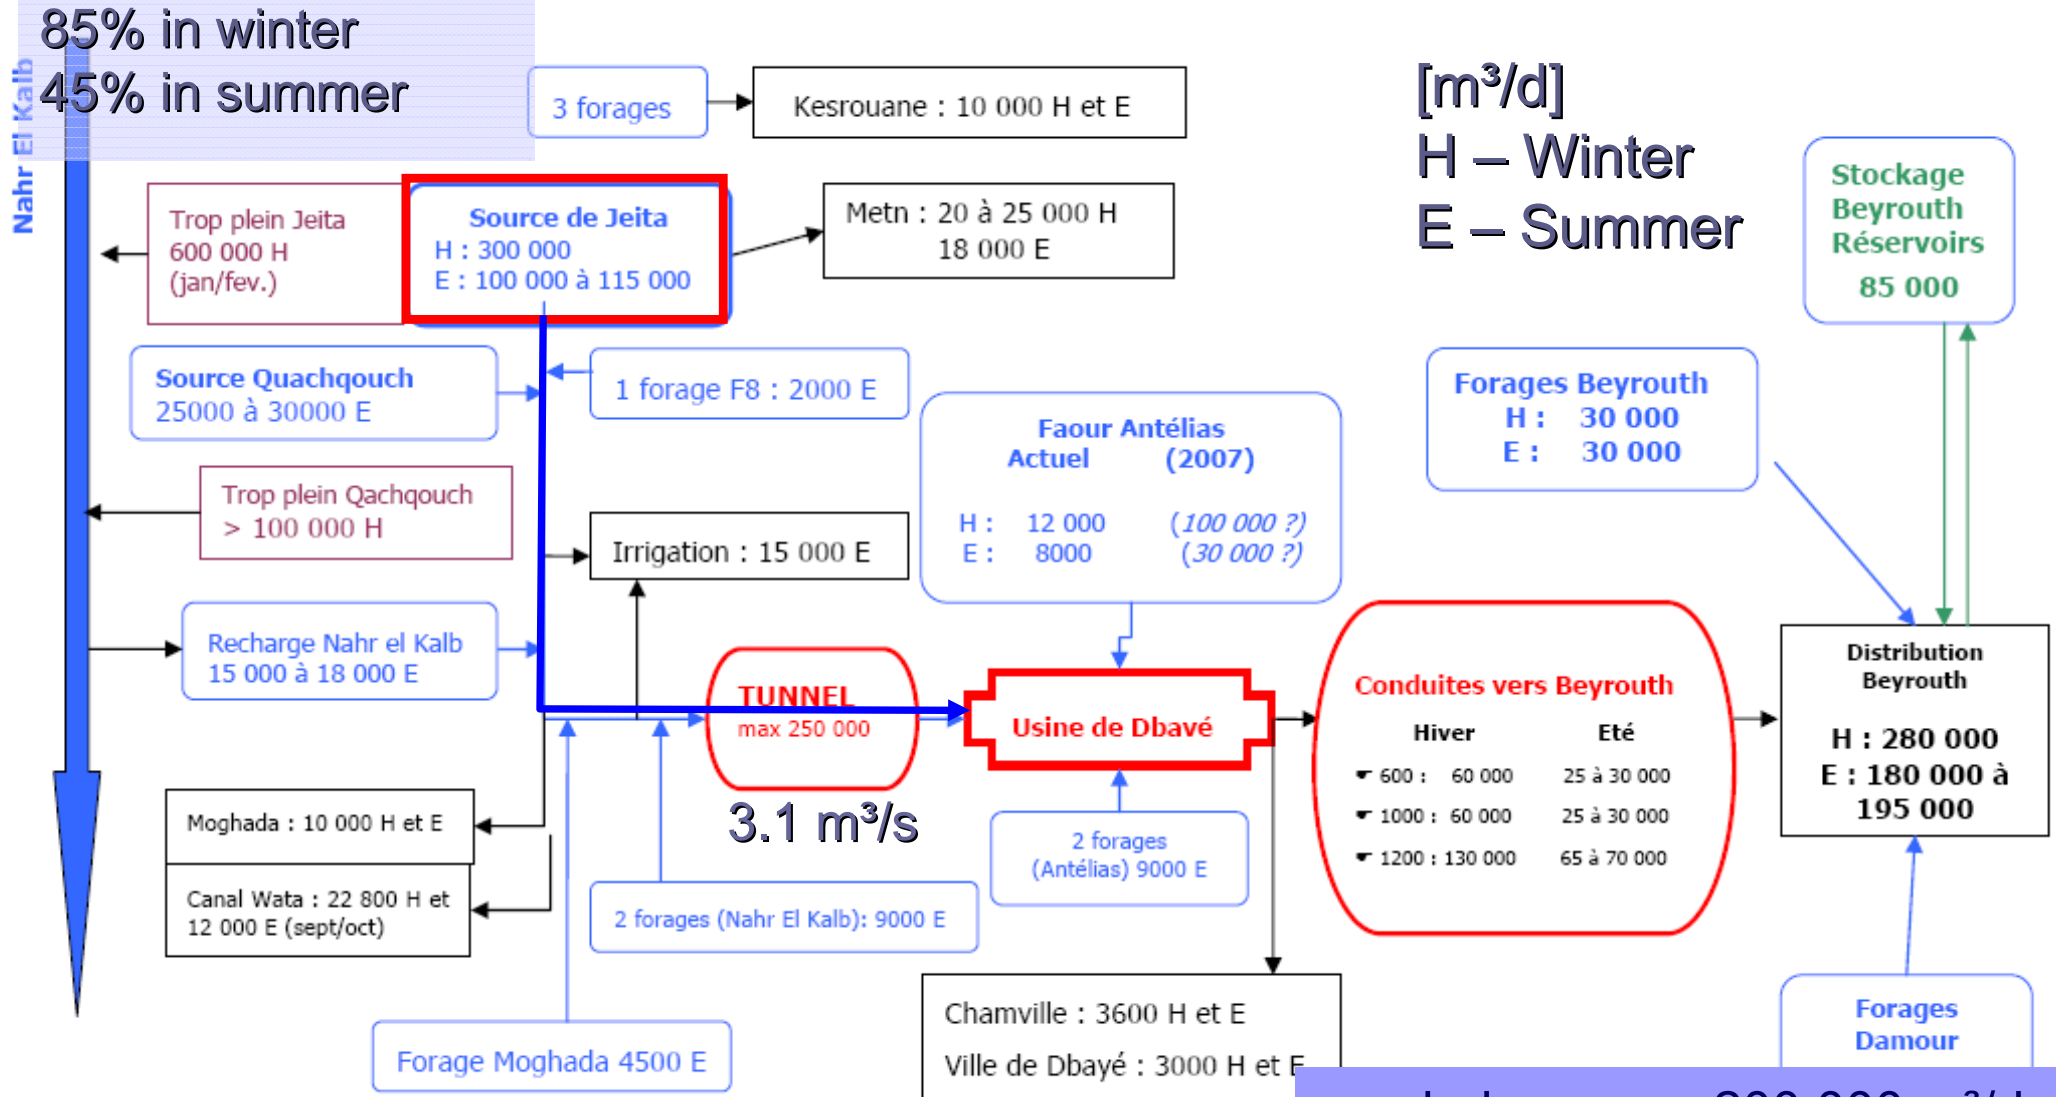 85% in winter
45% in summer
Nahr El Kalb
3 forages
Kesrouane : 10 000 H et E
[m³/d]
H – Winter
E – Summer
Trop plein Jeita
600 000 H
(jan/fev.)
Source de Jeita
H : 300 000
E : 100 000 à 115 000
Metn : 20 à 25 000 H
18 000 E
Stockage
Beyrouth
Réservoirs
85 000
Source Quachqouch
25000 à 30000 E
1 forage F8 : 2000 E
Faour Antélias
Actuel (2007)
H : 12 000 (100 000 ?)
E : 8000 (30 000 ?)
Forages Beyrouth
H : 30 000
E : 30 000
Trop plein Qachqouch
> 100 000 H
Irrigation : 15 000 E
Recharge Nahr el Kalb
15 000 à 18 000 E
TUNNEL
max 250 000
3.1 m³/s
Usine de Dbayé
Conduites vers Beyrouth
Hiver Eté
600 : 60 000 25 à 30 000
1000 : 60 000 25 à 30 000
1200 : 130 000 65 à 70 000
Distribution
Beyrouth
H : 280 000
E : 180 000 à
195 000
Moghada : 10 000 H et E
Canal Wata : 22 800 H et
12 000 E (sept/oct)
2 forages (Nahr El Kalb): 9000 E
2 forages
(Antélias) 9000 E
Forage Moghada 4500 E
Chamville : 3600 H et E
Ville de Dbayé : 3000 H et E
Forages
Damour